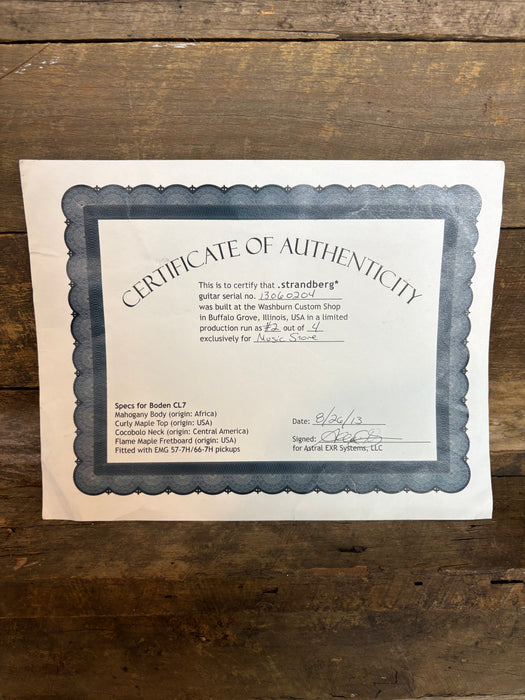 CERTIFICATE OF AUTHENTICITY
This is to certify that .strandberg*
guitar serial no. 13060204
was built at the Washburn Custom Shop
in Buffalo Grove, Illinois, USA in a limited
production run as #2 out of 4
exclusively for Music Store
Specs for Boden CL7
Mahogany Body (origin: Africa)
Curly Maple Top (origin: USA)
Cocobolo Neck (origin: Central America)
Flame Maple Fretboard (origin: USA)
Fitted with EMG 57-7H/66-7H pickups
Date: 8/26/13
Signed:
for Astral EXR Systems, LLC